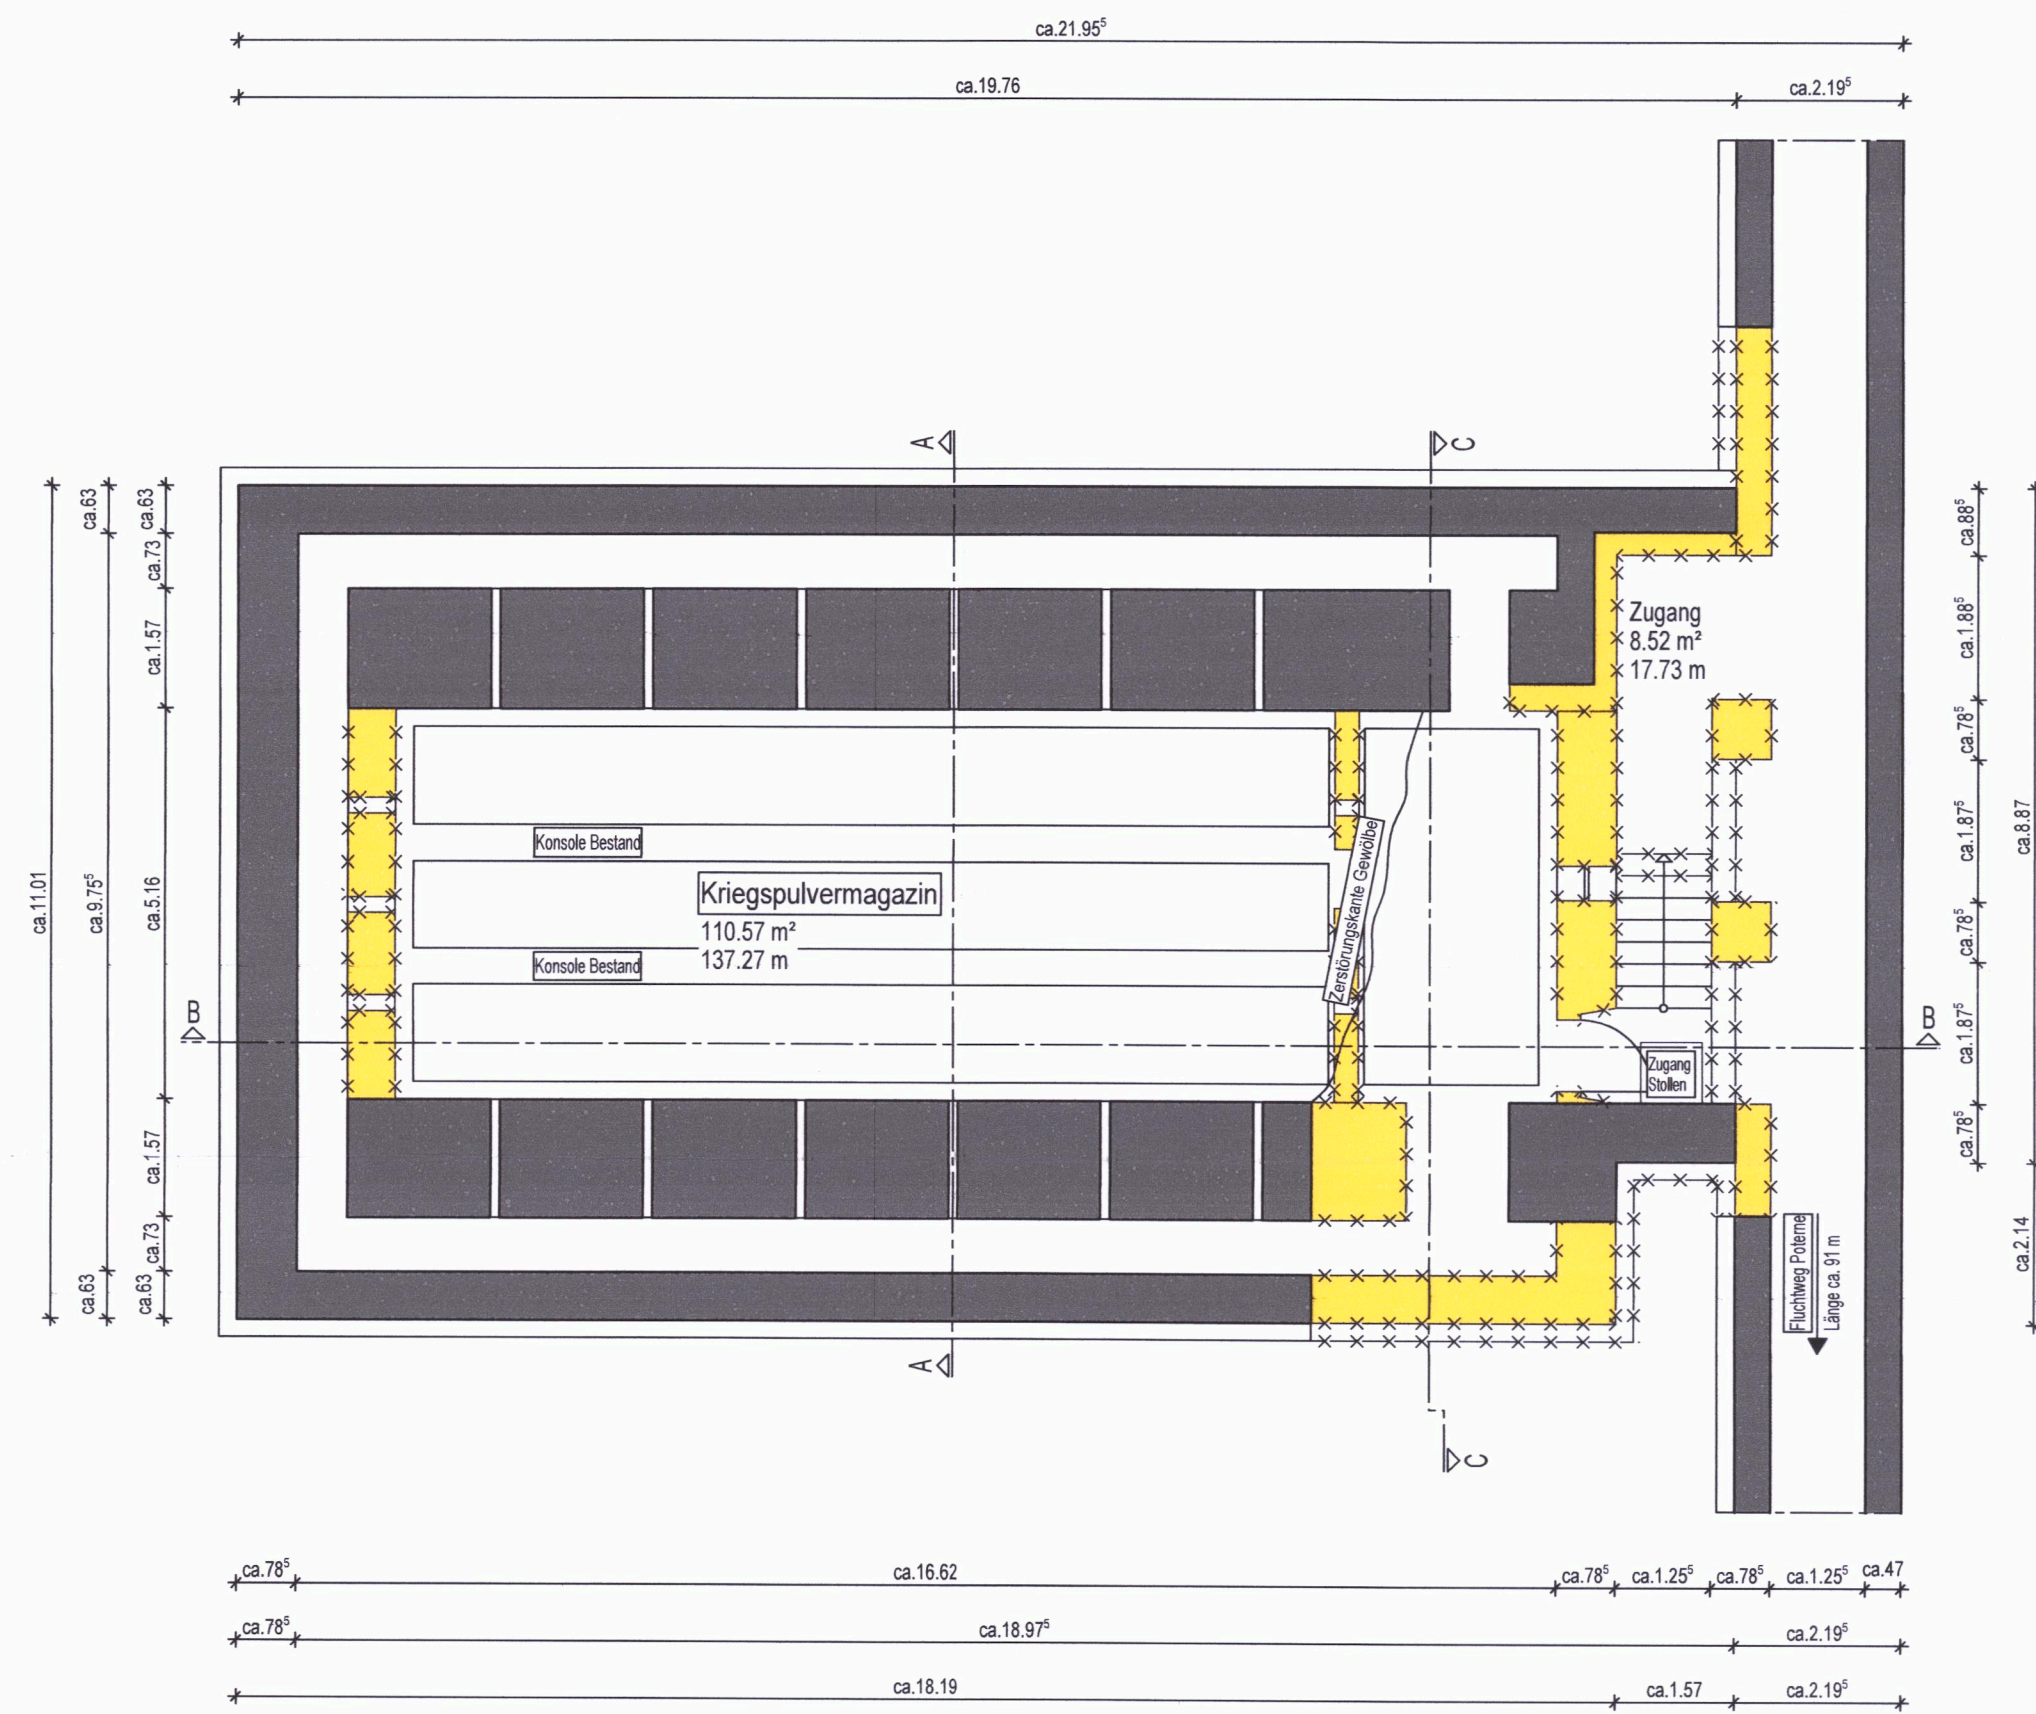 ca.21.95⁵
ca.19.76
ca.2.19⁵
A
C
ca.63
ca.63
ca.73
ca.1.57
ca.11.01
ca.9.75⁵
ca.5.16
ca.1.57
ca.73
ca.63
ca.63
Zugang
8.52 m²
17.73 m
Konsole Bestand
Kriegspulvermagazin
110.57 m²
137.27 m
Konsole Bestand
Zerstörungskante Gewölbe
B
B
Zugang
Stollen
Fluchtweg Poterne
Länge ca. 91 m
A
C
ca.88⁵
ca.1.88⁵
ca.78⁵
ca.1.87⁵
ca.78⁵
ca.1.87⁵
ca.78⁵
ca.8.87
ca.2.14
ca.78⁵
ca.16.62
ca.78⁵
ca.1.25⁵
ca.78⁵
ca.1.25⁵
ca.47
ca.78⁵
ca.18.97⁵
ca.2.19⁵
ca.18.19
ca.1.57
ca.2.19⁵